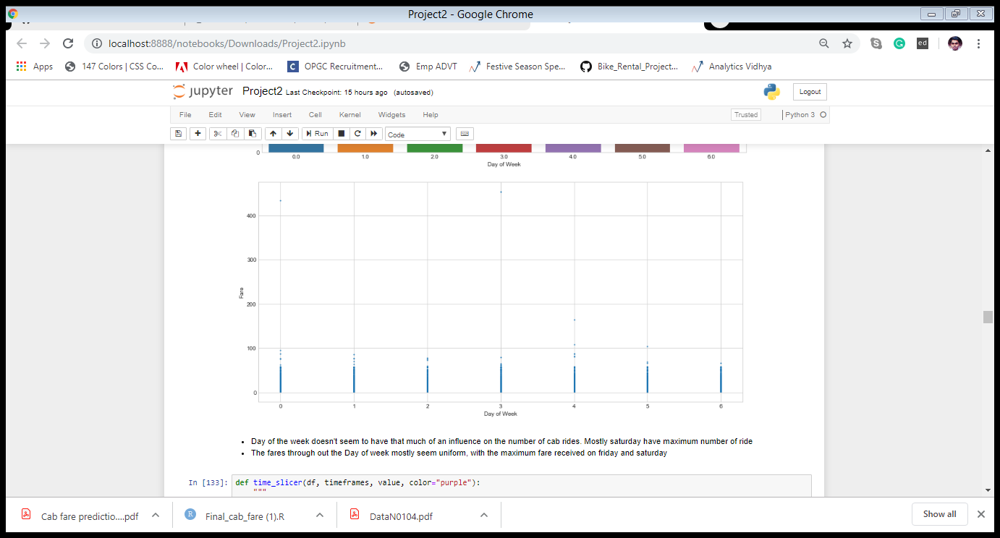 Project2 - Google Chrome
localhost:8888/notebooks/Downloads/Project2.ipynb
ed
Apps 147 Colors | CSS Co... Color wheel | Color... C OPGC Recruitment... Emp ADVT Festive Season Spe... Bike_Rental_Project... Analytics Vidhya
jupyter Project2 Last Checkpoint: 15 hours ago (autosaved) Logout
File Edit View Insert Cell Kernel Widgets Help Trusted Python 3
Run Code
0
0.0 1.0 2.0 3.0 4.0 5.0 6.0
Day of Week
400
300
Fare
200
100
0
0 1 2 3 4 5 6
Day of Week
• Day of the week doesn't seem to have that much of an influence on the number of cab rides. Mostly saturday have maximum number of ride
• The fares through out the Day of week mostly seem uniform, with the maximum fare received on friday and saturday
In [133]: def time_slicer(df, timeframes, value, color="purple"):
"""
Cab fare predictio....pdf R Final_cab_fare (1).R DataN0104.pdf Show all